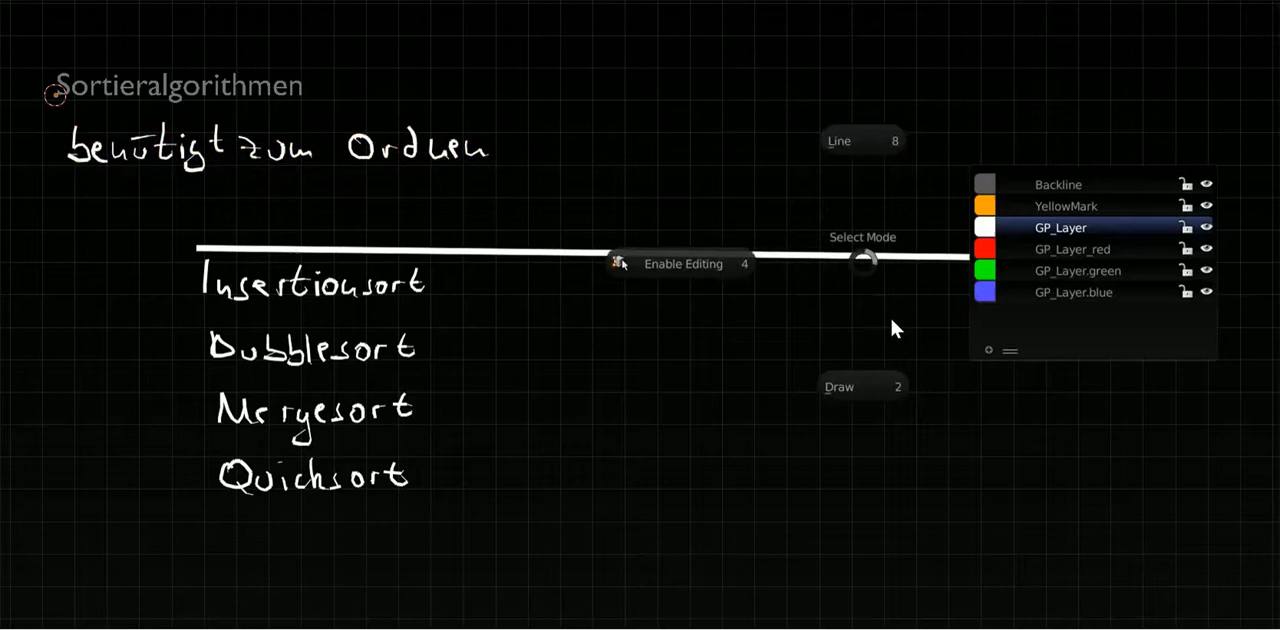 Sortieralgorithmen
benötigt zum Ordnen
Line 8
Backline
YellowMark
GP_Layer
Select Mode
GP_Layer_red
Enable Editing 4
GP_Layer.green
GP_Layer.blue
Insertionsort
Bubblesort
Draw 2
Mergesort
Quicksort